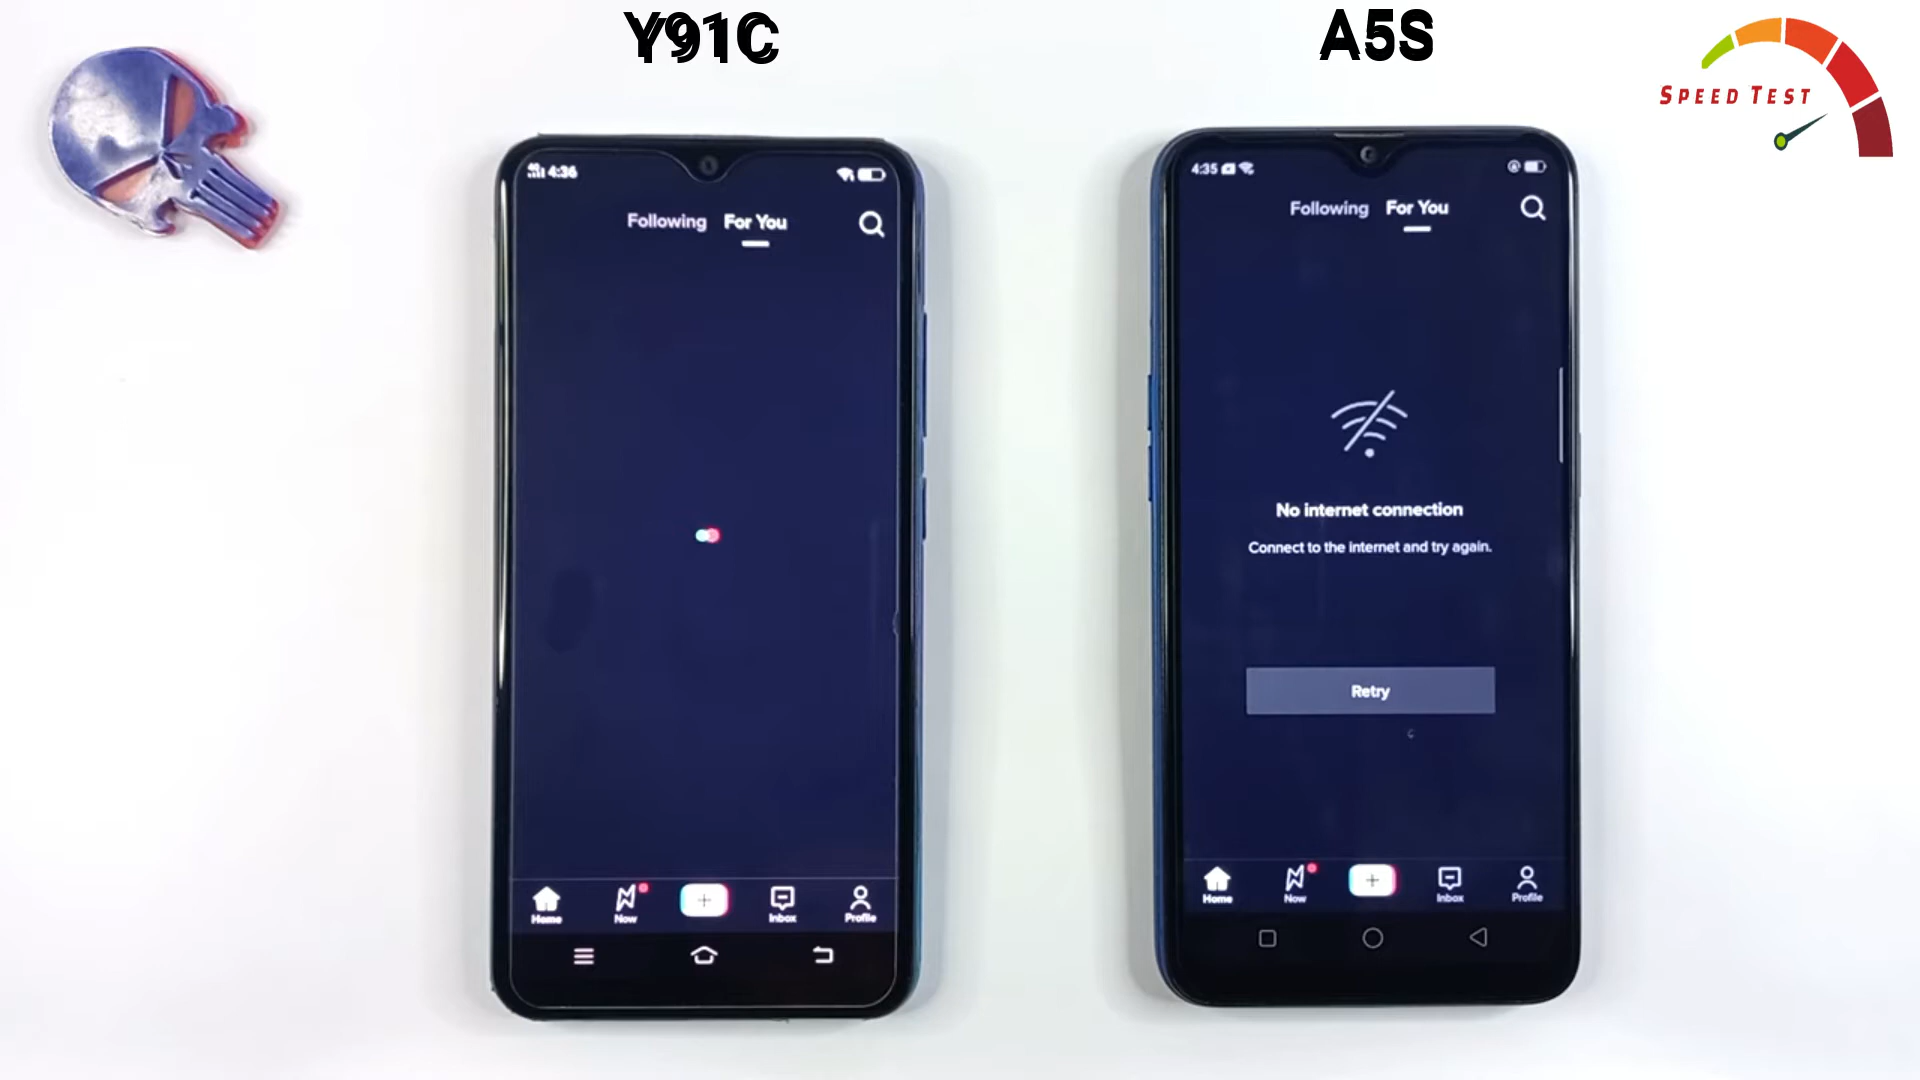 Y91C
A5S
SPEED TEST
4:36
Following For You
Home
Now
Inbox
Profile
4:35
Following For You
No internet connection
Connect to the internet and try again.
Retry
Home
Now
Inbox
Profile